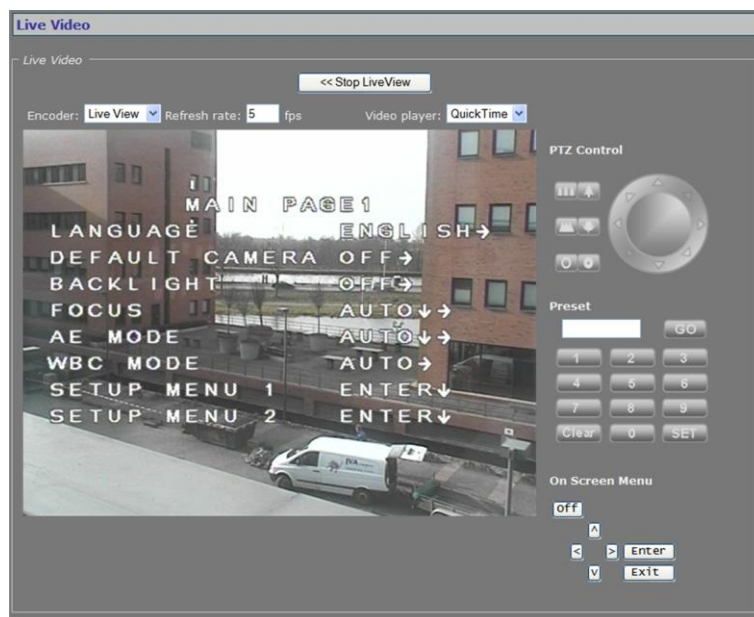 Live Video
Live Video
<< Stop LiveView
Encoder: Live View Refresh rate: 5 fps Video player: QuickTime
MAIN PAGE1
LANGUAGE ENGLISH→
DEFAULT CAMERA OFF→
BACKLIGHT OFF→
FOCUS AUTO↓→
AE MODE AUTO↓→
WBC MODE AUTO→
SETUP MENU 1 ENTER↓
SETUP MENU 2 ENTER↓
PTZ Control
Preset
GO
1 2 3
4 5 6
7 8 9
Clear 0 SET
On Screen Menu
Off
^
< > Enter
v Exit